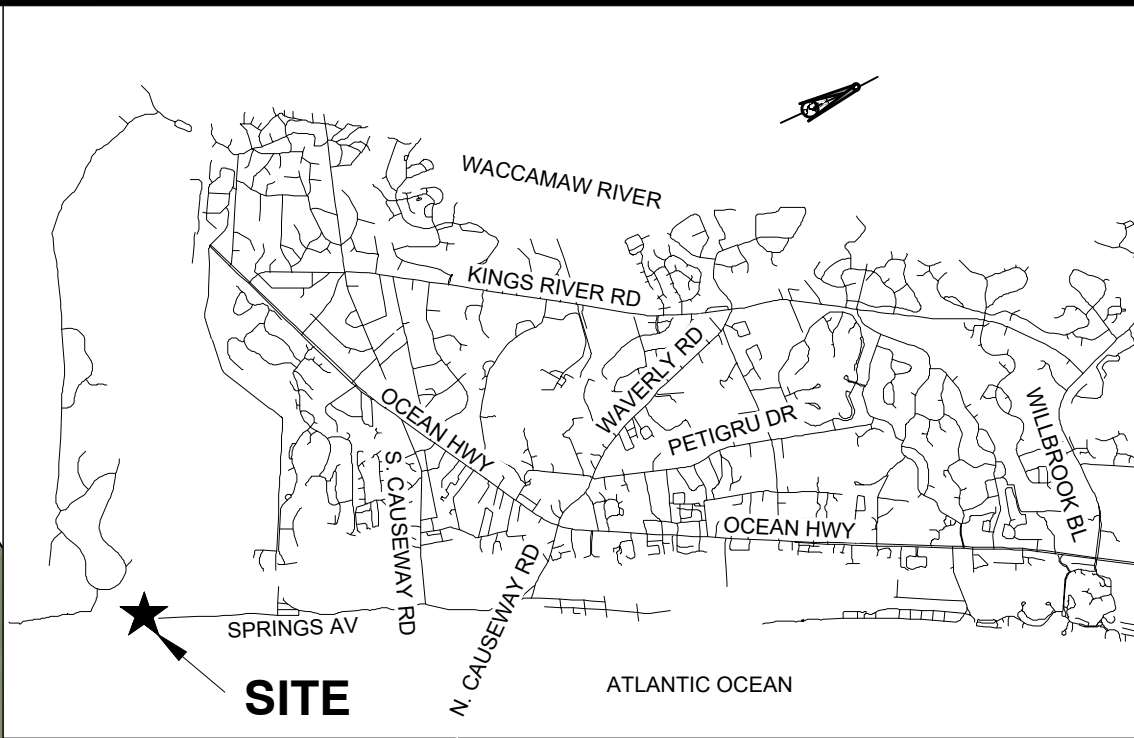 WACCAMAW RIVER
KINGS RIVER RD
WAVERLY RD
OCEAN HWY
PETIGRU DR
WILLBROOK BL
S. CAUSEWAY RD
OCEAN HWY
N. CAUSEWAY RD
SPRINGS AV
SITE
ATLANTIC OCEAN